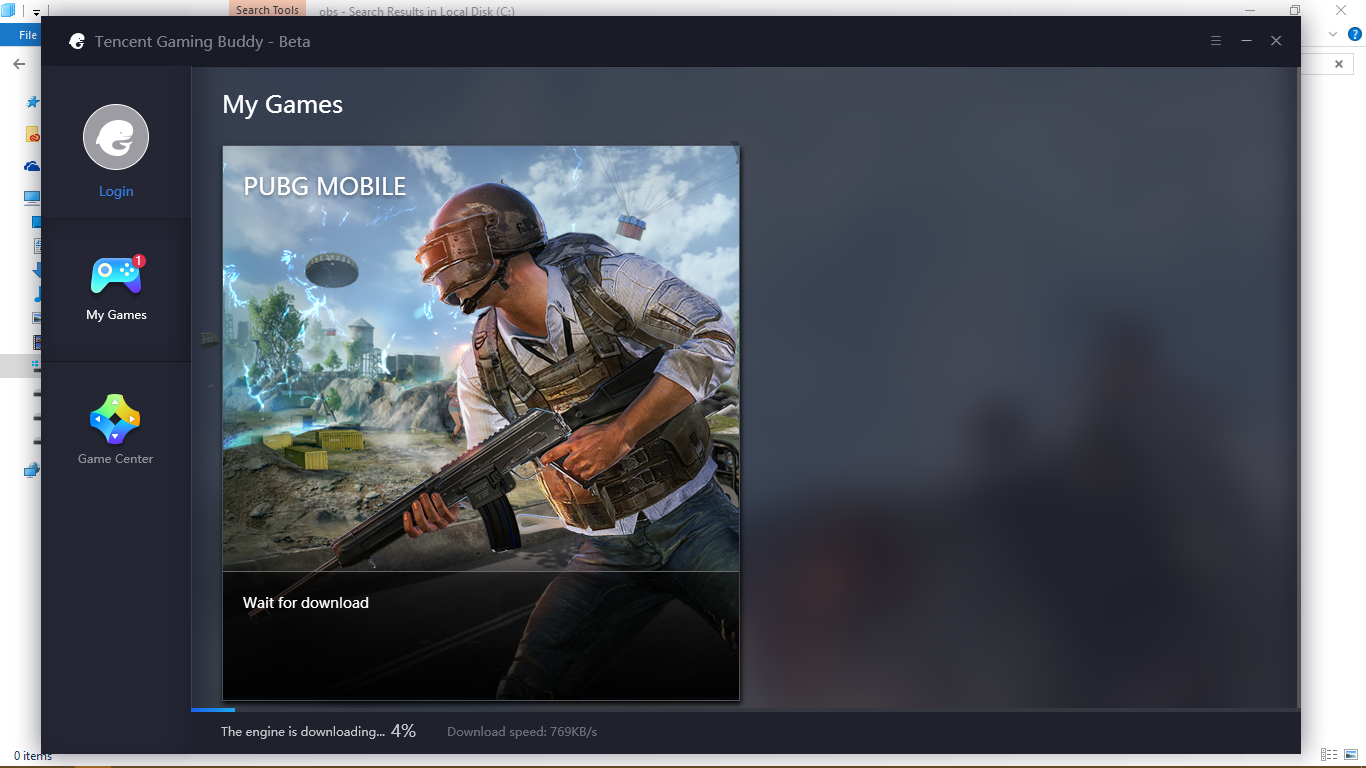 Search Tools
obs - Search Results in Local Disk (C:)
File
Tencent Gaming Buddy - Beta
My Games
Login
PUBG MOBILE
1
My Games
Game Center
Wait for download
The engine is downloading... 4% Download speed: 769KB/s
0 items